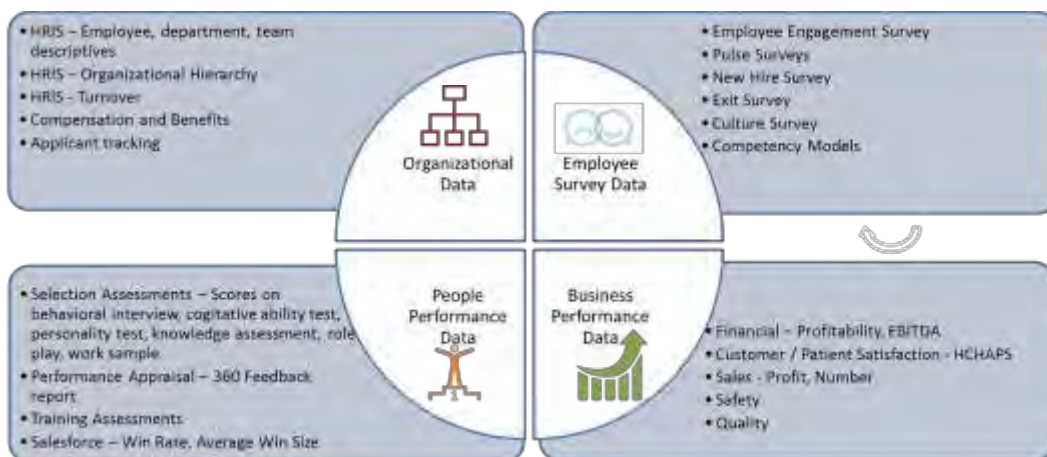 • HRIS – Employee, department, team
descriptives
• HRIS – Organizational Hierarchy
• HRIS - Turnover
• Compensation and Benefits
• Applicant tracking
Organizational
Data
• Employee Engagement Survey
• Pulse Surveys
• New Hire Survey
• Exit Survey
• Culture Survey
• Competency Models
Employee
Survey Data
• Selection Assessments – Scores on
behavioral interview, cogitative ability test,
personality test, knowledge assessment, role
play, work sample
• Performance Appraisal – 360 Feedback
report
• Training Assessments
• Salesforce – Win Rate, Average Win Size
People
Performance
Data
1
Business
Performance
Data
• Financial – Profitability, EBITDA
• Customer / Patient Satisfaction - HCHAPS
• Sales - Profit, Number
• Safety
• Quality